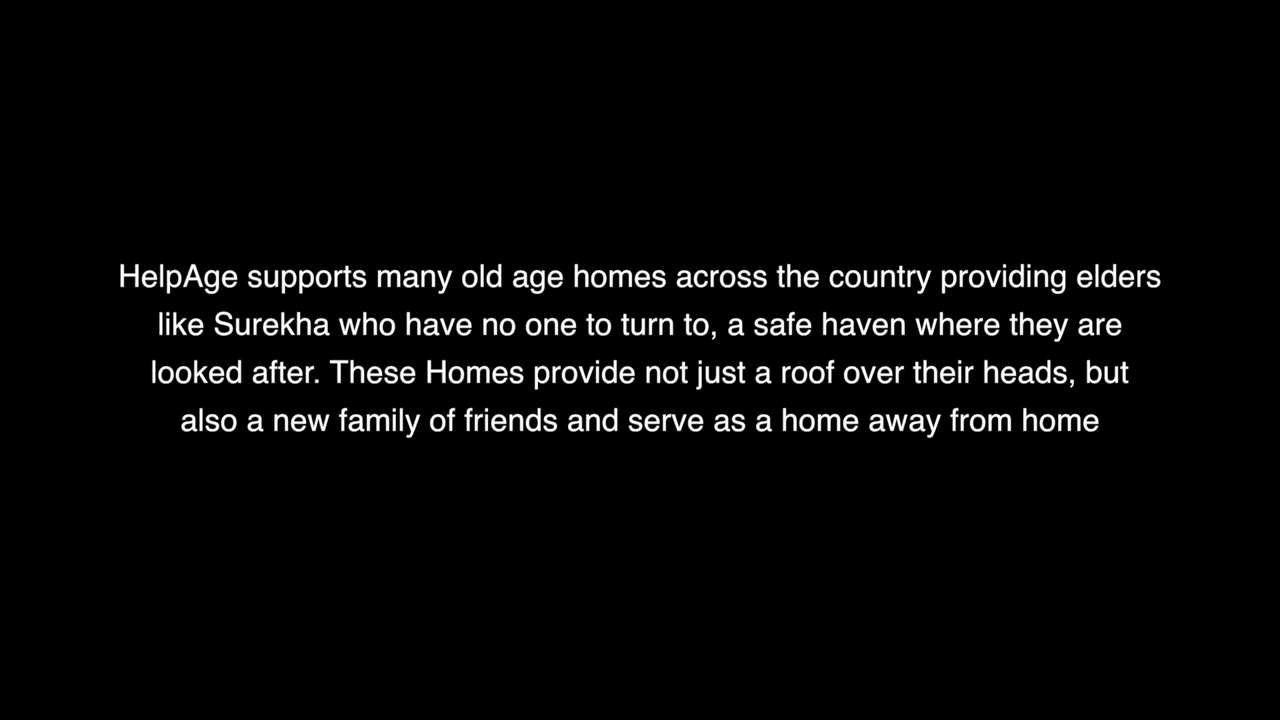 HelpAge supports many old age homes across the country providing elders
like Surekha who have no one to turn to, a safe haven where they are
looked after. These Homes provide not just a roof over their heads, but
also a new family of friends and serve as a home away from home